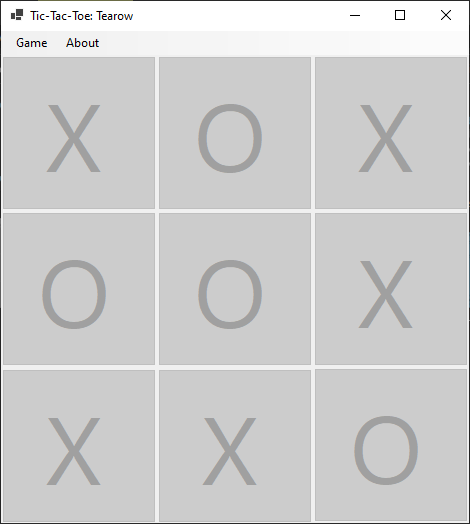 Tic-Tac-Toe: Tearow
Game About
X O X
O O X
X X O